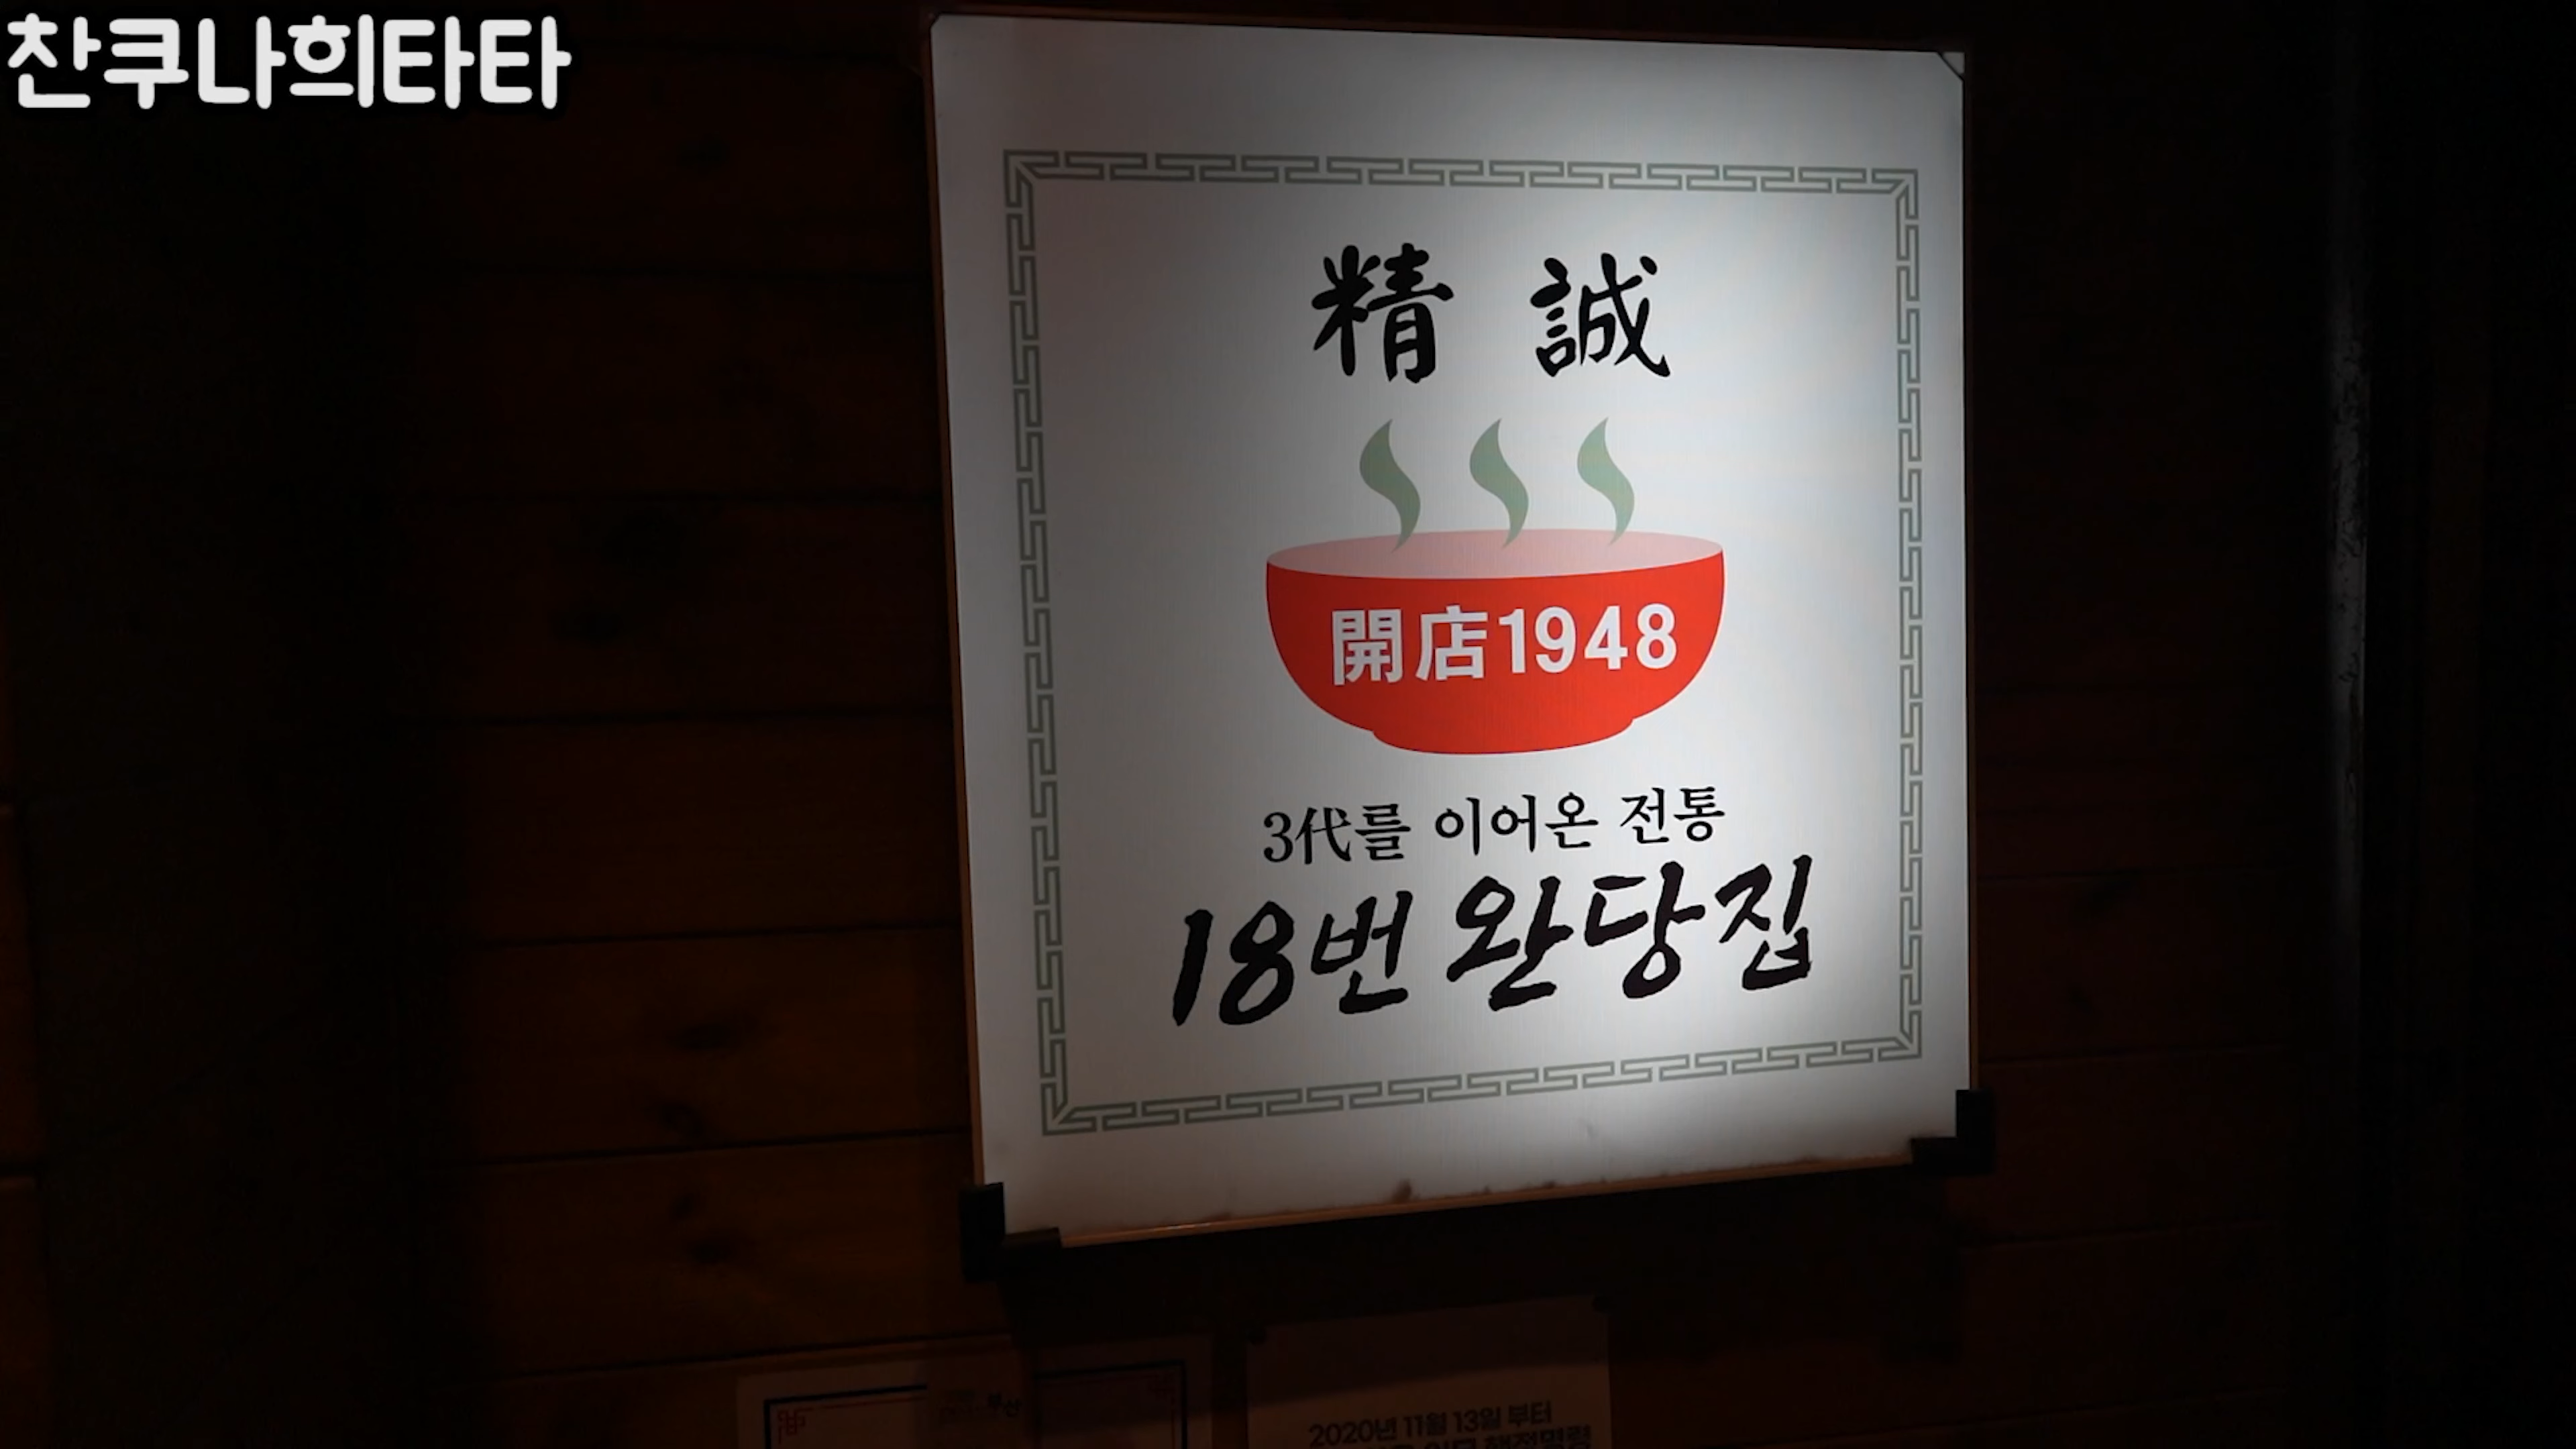 찬쿠나희타타
精誠
開店1948
3代를 이어온 전통
18번 완당집
2020년 11월 13일 부터